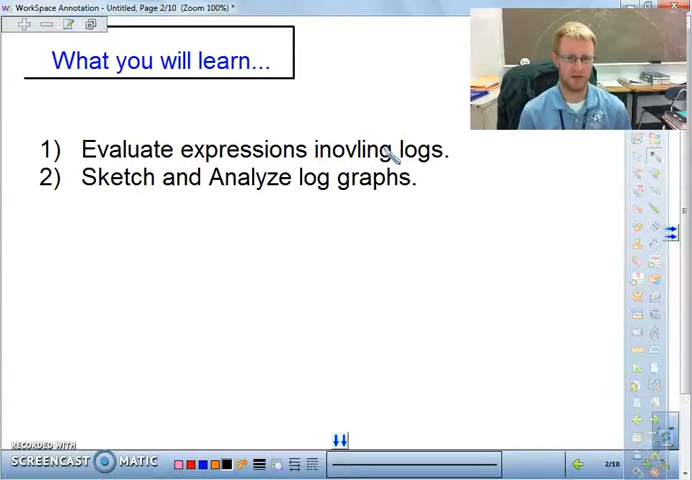 WorkSpace Annotation - Untitled, Page 2/10 (Zoom 100%) *
What you will learn...
1) Evaluate expressions inovling logs.
2) Sketch and Analyze log graphs.
RECORDED WITH
SCREENCAST MATIC
2/10